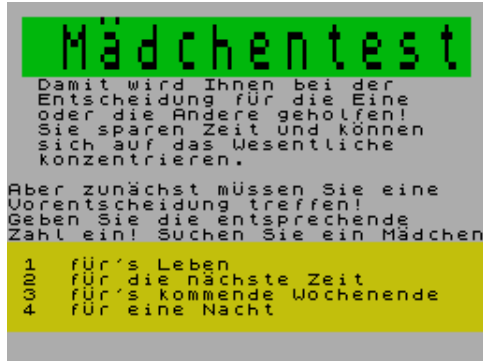 Mädchentest
Damit wird Ihnen bei der
Entscheidung für die Eine
oder die Andere geholfen!
Sie sparen Zeit und können
sich auf das Wesentliche
konzentrieren.
Aber zunächst müssen Sie eine
Vorentscheidung treffen!
Geben Sie die entsprechende
Zahl ein! Suchen Sie ein Mädchen
1 für's Leben
2 für die nächste Zeit
3 für's kommende Wochenende
4 für eine Nacht